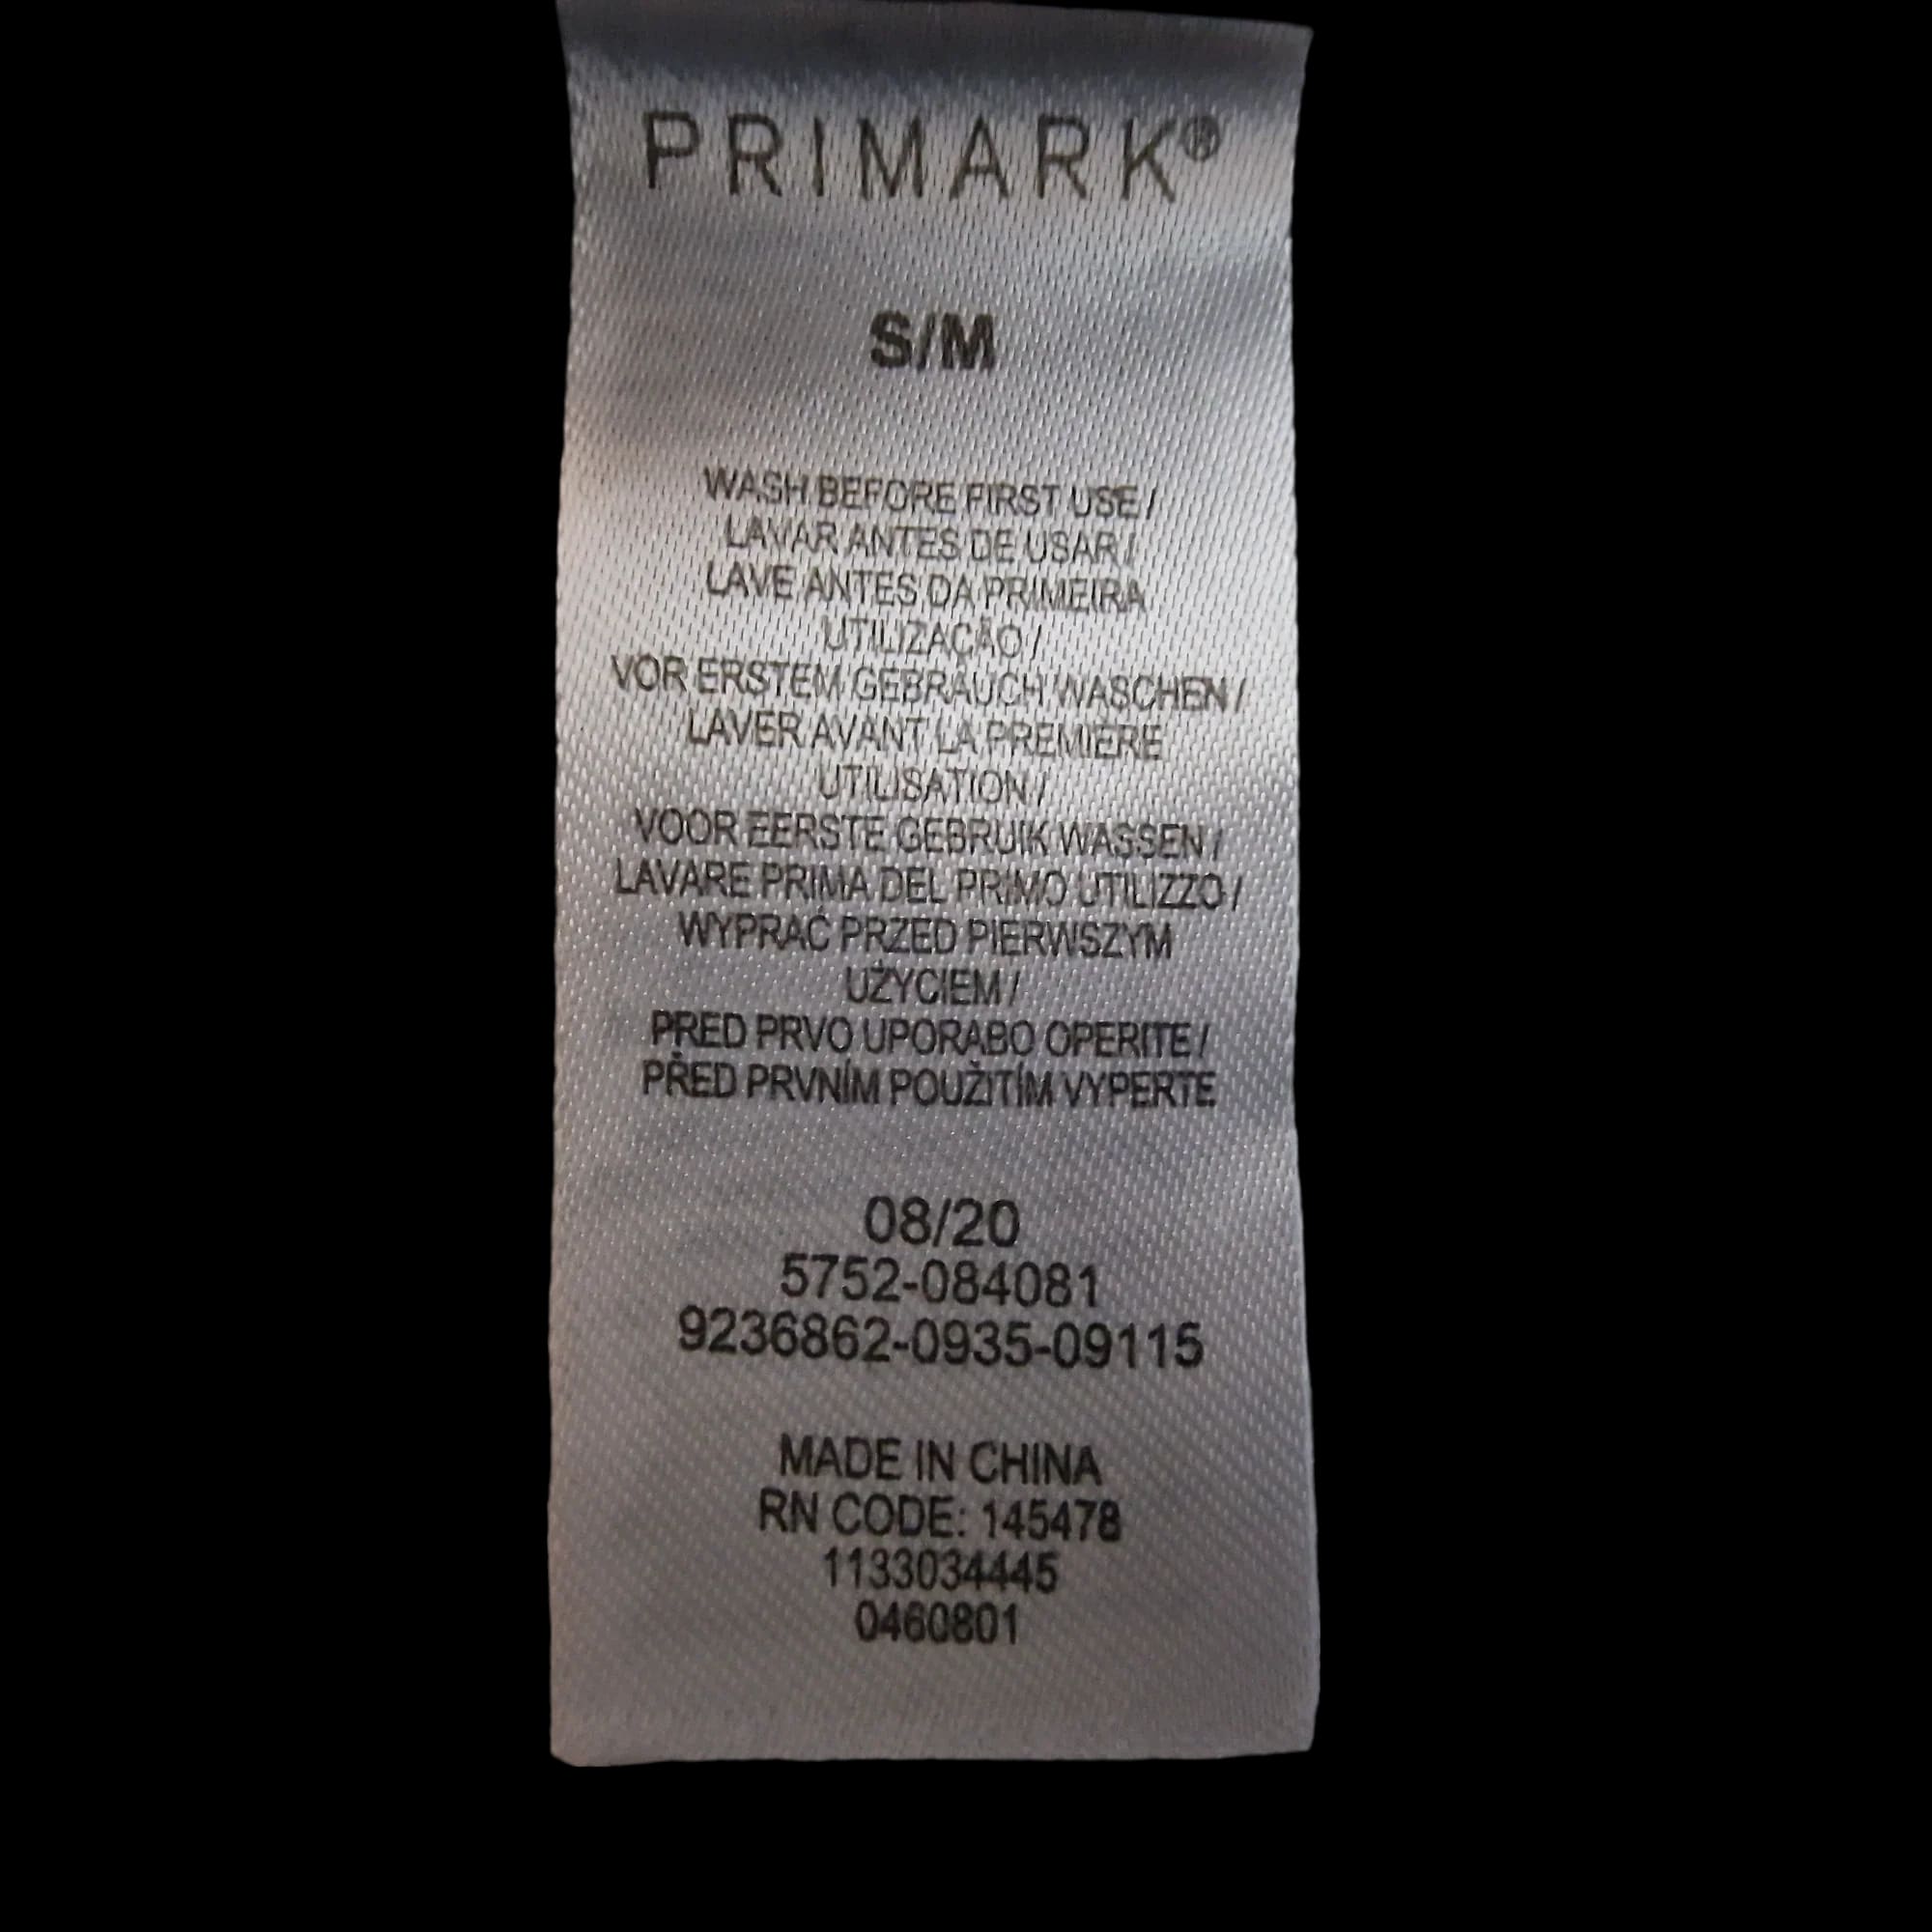 PRIMARK®
S/M
WASH BEFORE FIRST USE /
LAVAR ANTES DE USAR /
LAVE ANTES DA PRIMEIRA
UTILIZAÇÃO /
VOR ERSTEM GEBRAUCH WASCHEN /
LAVER AVANT LA PREMIÈRE
UTILISATION /
VOOR EERSTE GEBRUIK WASSEN /
LAVARE PRIMA DEL PRIMO UTILIZZO /
WYPRAĆ PRZED PIERWSZYM
UŻYCIEM /
PRED PRVO UPORABO OPERITE /
PŘED PRVNÍM POUŽITÍM VYPERTE
08/20
5752-084081
9236862-0935-09115
MADE IN CHINA
RN CODE: 145478
1133034445
0460801